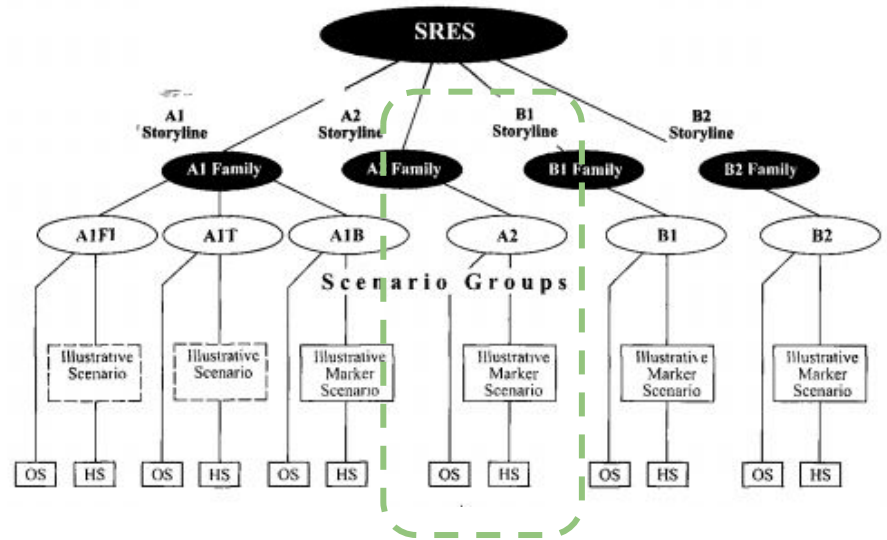 SRES
A1
Storyline
A2
Storyline
B1
Storyline
B2
Storyline
A1 Family
A2 Family
B1 Family
B2 Family
A1FI
A1T
A1B
A2
B1
B2
Scenario Groups
Illustrative
Scenario
Illustrative
Scenario
Illustrative
Marker
Scenario
Illustrative
Marker
Scenario
Illustrative
Marker
Scenario
Illustrative
Marker
Scenario
OS
HS
OS
HS
OS
HS
OS
HS
OS
HS
OS
HS